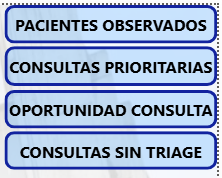 PACIENTES OBSERVADOS
CONSULTAS PRIORITARIAS
OPORTUNIDAD CONSULTA
CONSULTAS SIN TRIAGE